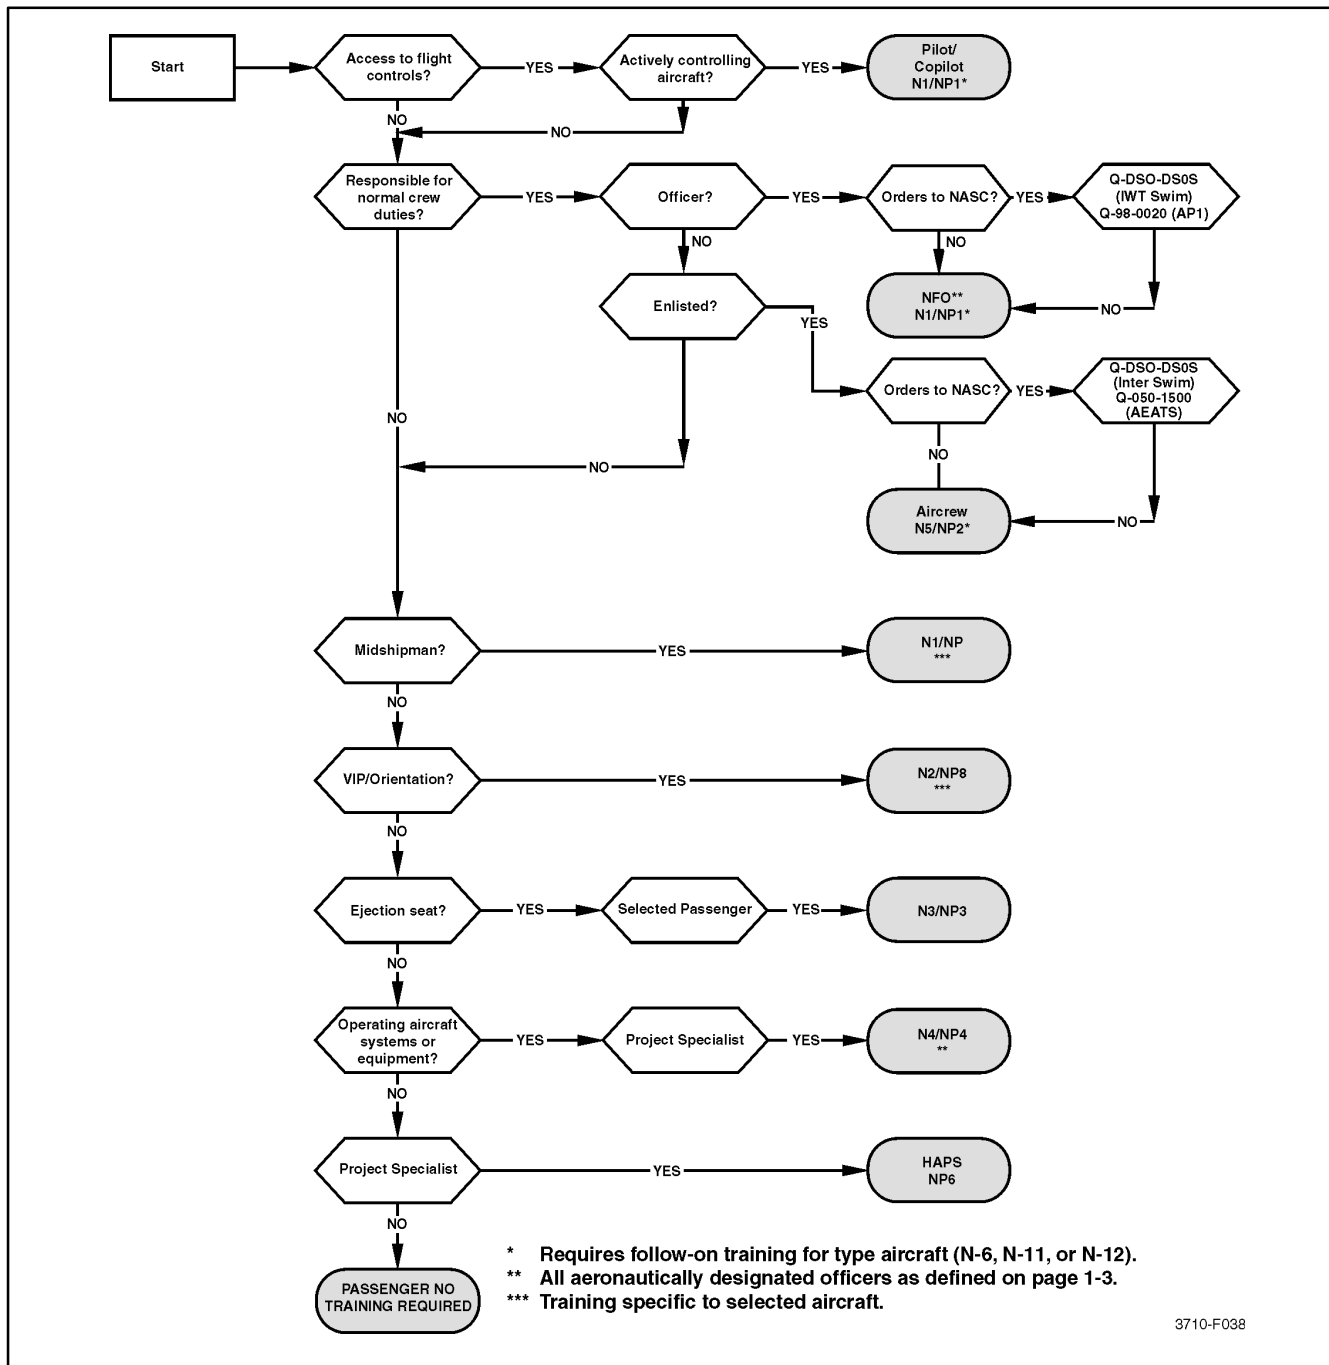 Start
Access to flight
controls?
YES
Actively controlling
aircraft?
YES
Pilot/
Copilot
N1/NP1*
NO
NO
Responsible for
normal crew
duties?
YES
Officer?
YES
Orders to NASC?
YES
Q-DSO-DS0S
(IWT Swim)
Q-98-0020 (AP1)
NO
NO
NFO**
N1/NP1*
NO
Enlisted?
YES
Orders to NASC?
YES
Q-DSO-DS0S
(Inter Swim)
Q-050-1500
(AEATS)
NO
NO
NO
Aircrew
N5/NP2*
NO
Midshipman?
YES
N1/NP
***
NO
VIP/Orientation?
YES
N2/NP8
***
NO
Ejection seat?
YES
Selected Passenger
YES
N3/NP3
NO
Operating aircraft
systems or
equipment?
YES
Project Specialist
YES
N4/NP4
**
NO
Project Specialist
YES
HAPS
NP6
NO
PASSENGER NO
TRAINING REQUIRED
* Requires follow-on training for type aircraft (N-6, N-11, or N-12).
** All aeronautically designated officers as defined on page 1-3.
*** Training specific to selected aircraft.
3710-F038